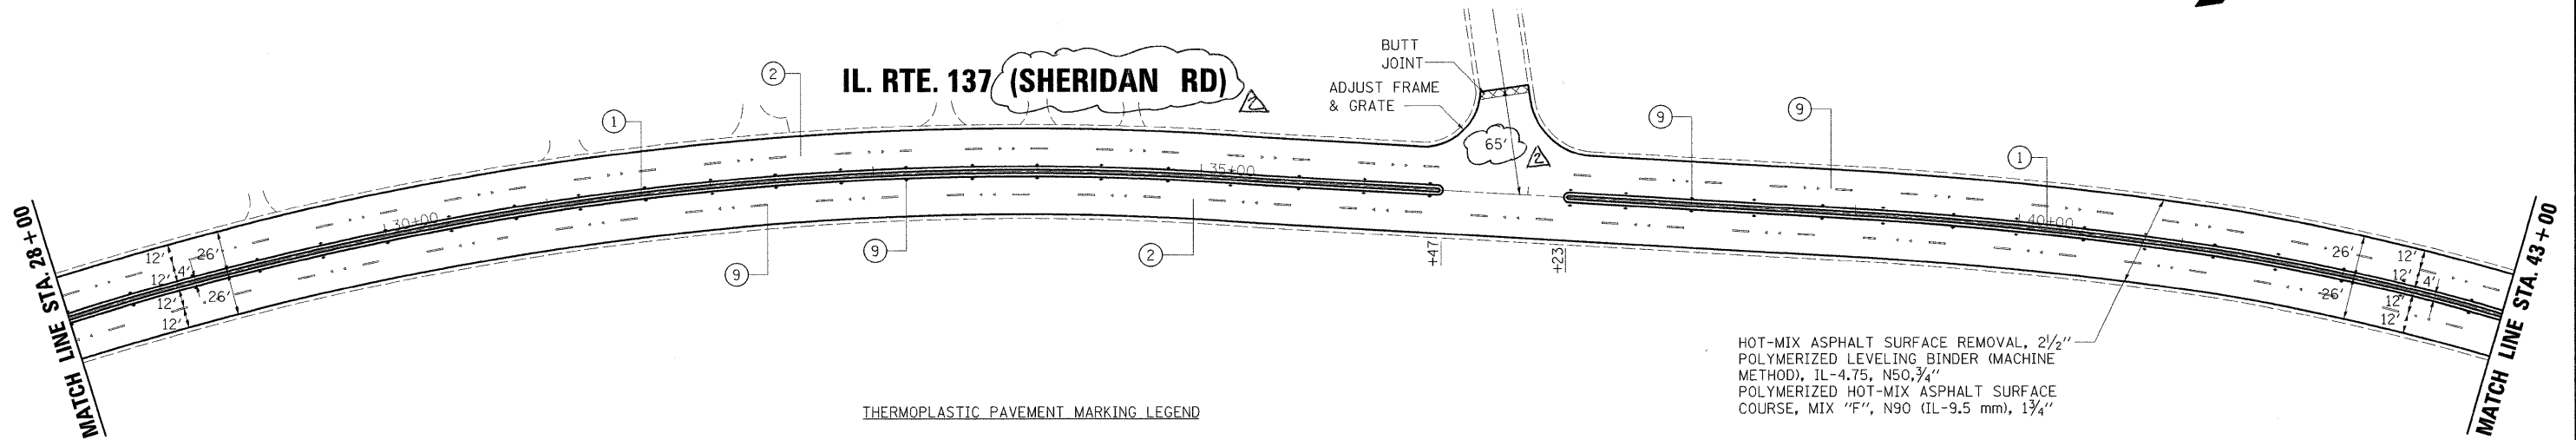 IL. RTE. 137 (SHERIDAN RD)
2
BUTT
JOINT
ADJUST FRAME
& GRATE
65'
2
1
2
9
9
1
9
9
2
MATCH LINE STA. 28+00
30+00
35+00
40+00
MATCH LINE STA. 43+00
12'
12'
4'
26'
12'
12'
26'
+47
+23
26'
12'
12'
4'
26'
12'
12'
HOT-MIX ASPHALT SURFACE REMOVAL, 2 1/2"
POLYMERIZED LEVELING BINDER (MACHINE
METHOD), IL-4.75, N50, 3/4"
POLYMERIZED HOT-MIX ASPHALT SURFACE
COURSE, MIX "F", N90 (IL-9.5 mm), 1 3/4"
THERMOPLASTIC PAVEMENT MARKING LEGEND